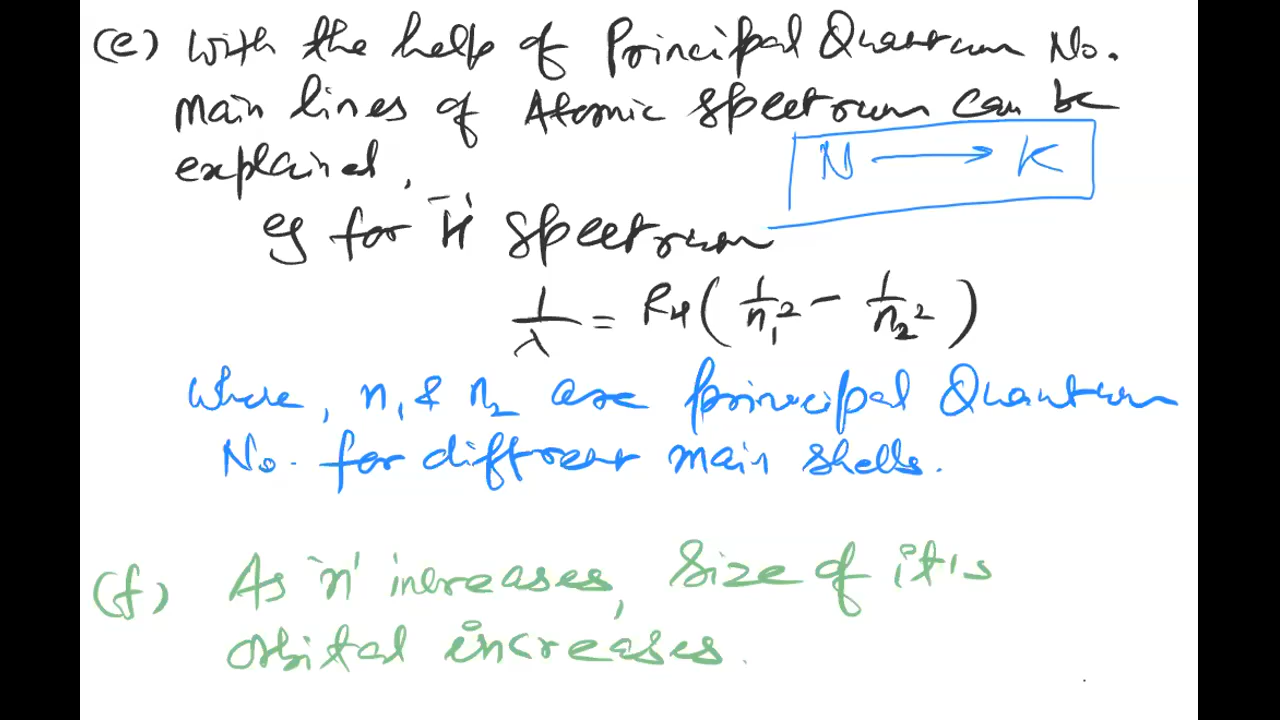 (e) With the help of Principal Quantum No.
main lines of Atomic Spectrum can be
explained.
N → K
eg for 'H' Spectrum
1/λ = RH ( 1/n₁² - 1/n₂² )
where, n₁ & n₂ are principal Quantum
No. for different main shells.
(f) As 'n' increases, Size of it's
orbital increases.